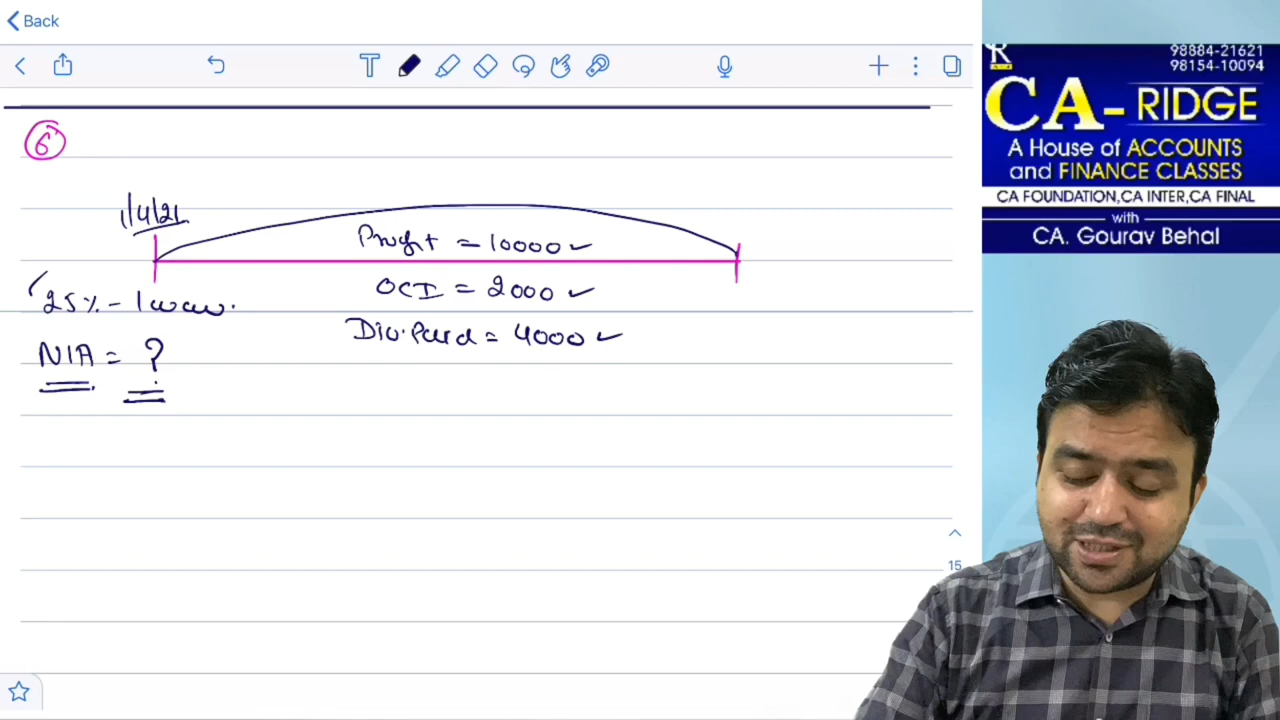 Back
T
98884-21621
98154-10094
R
CA- RIDGE
A House of ACCOUNTS
and FINANCE CLASSES
CA FOUNDATION,CA INTER,CA FINAL
with
CA. Gourav Behal
6
1/4/21
Profit = 10000
25% - 1
OCI = 2000
Div. Paid = 4000
NIA = ?
15